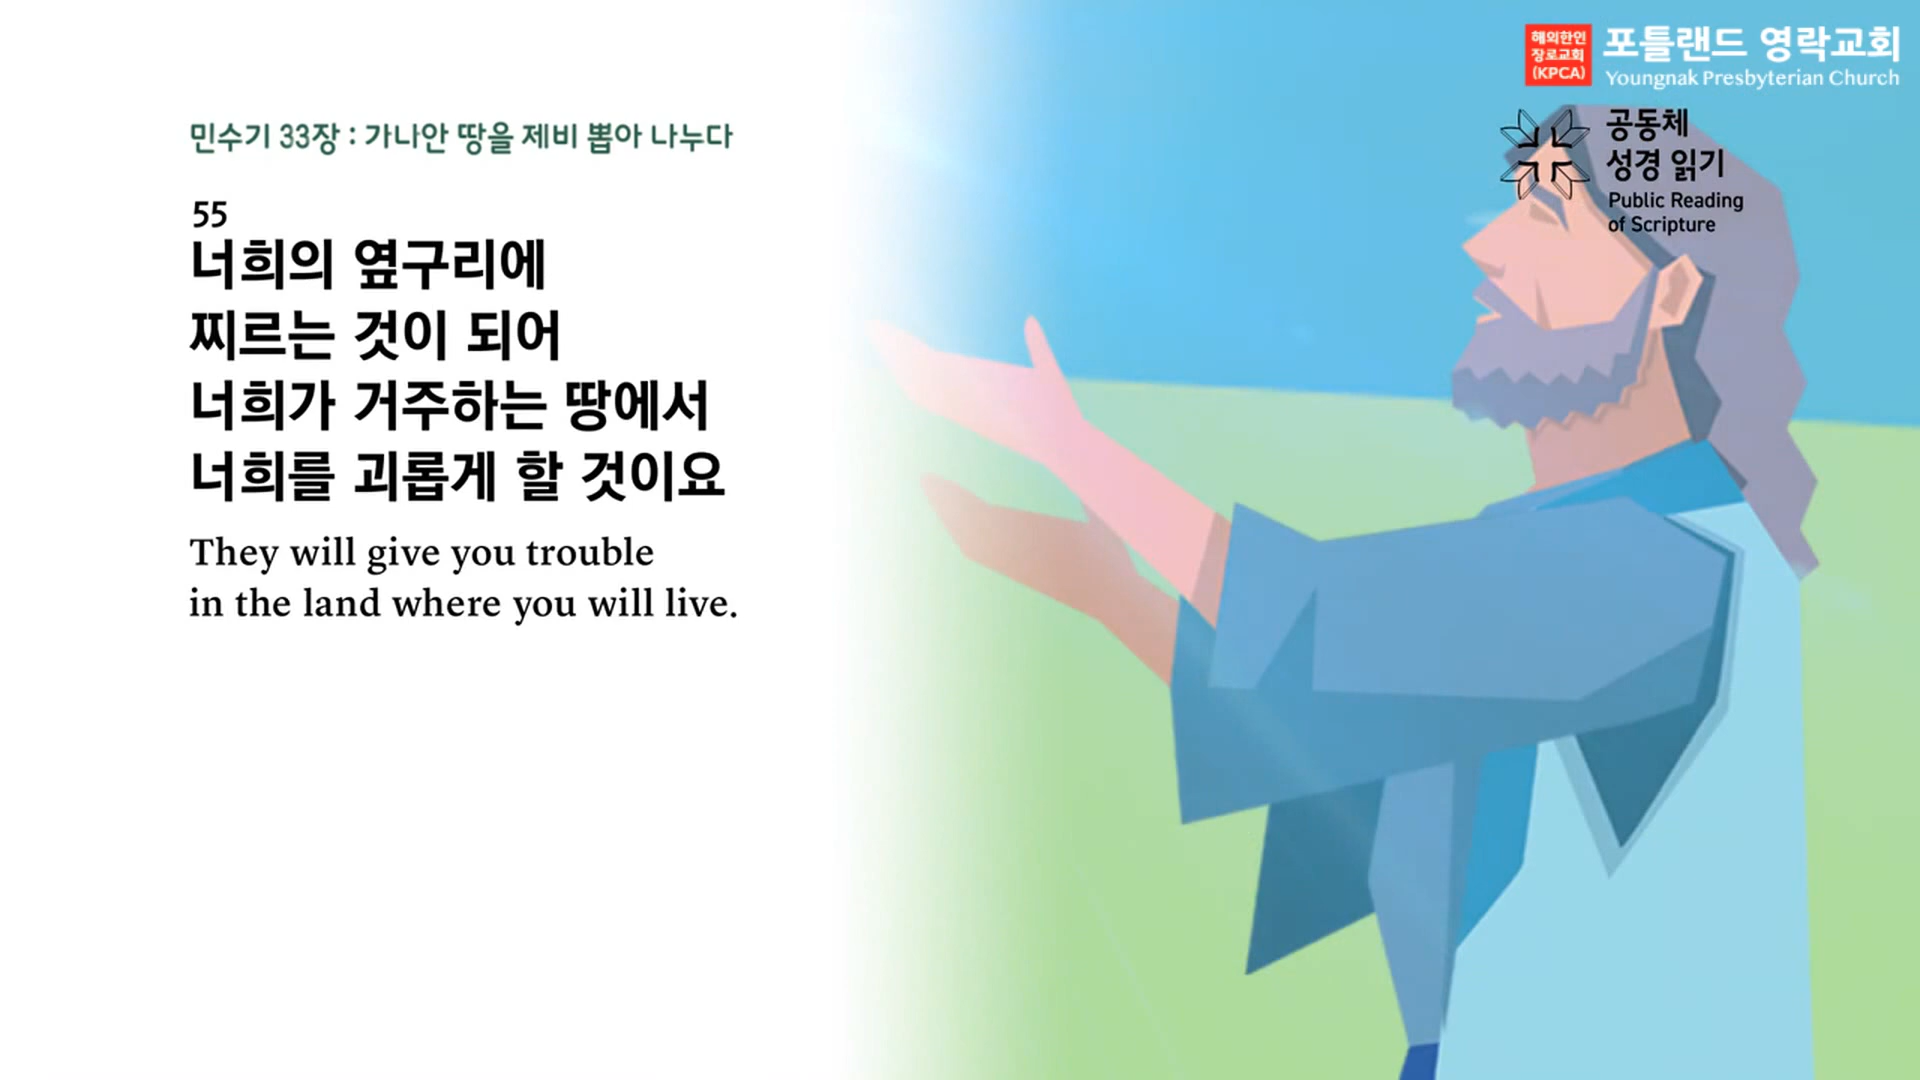 해외한인
장로교회
(KPCA)
포틀랜드 영락교회
Youngnak Presbyterian Church
공동체
성경 읽기
Public Reading
of Scripture
민수기 33장 : 가나안 땅을 제비 뽑아 나누다
55
너희의 옆구리에
찌르는 것이 되어
너희가 거주하는 땅에서
너희를 괴롭게 할 것이요
They will give you trouble
in the land where you will live.